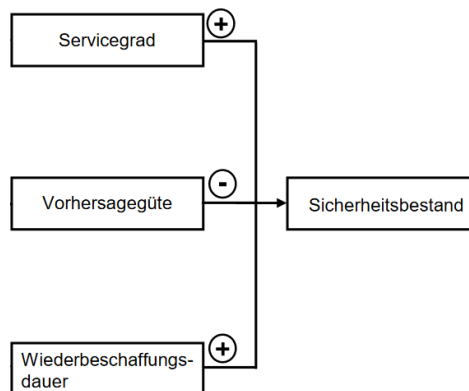 +
Servicegrad
-
Vorhersagegüte
Sicherheitsbestand
+
Wiederbeschaffungs-
dauer